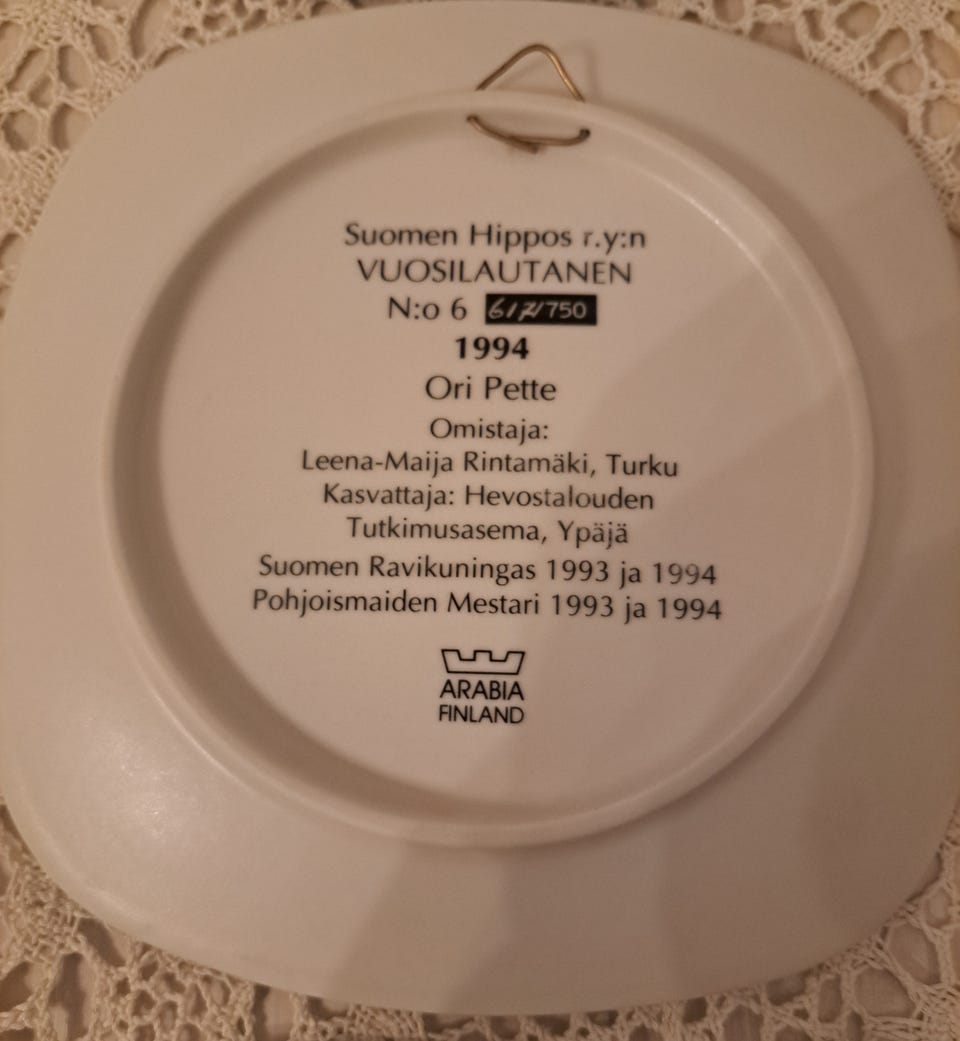 Suomen Hippos r.y:n
VUOSILAUTANEN
N:o 6 617/750
1994
Ori Pette
Omistaja:
Leena-Maija Rintamäki, Turku
Kasvattaja: Hevostalouden
Tutkimusasema, Ypäjä
Suomen Ravikuningas 1993 ja 1994
Pohjoismaiden Mestari 1993 ja 1994
ARABIA
FINLAND